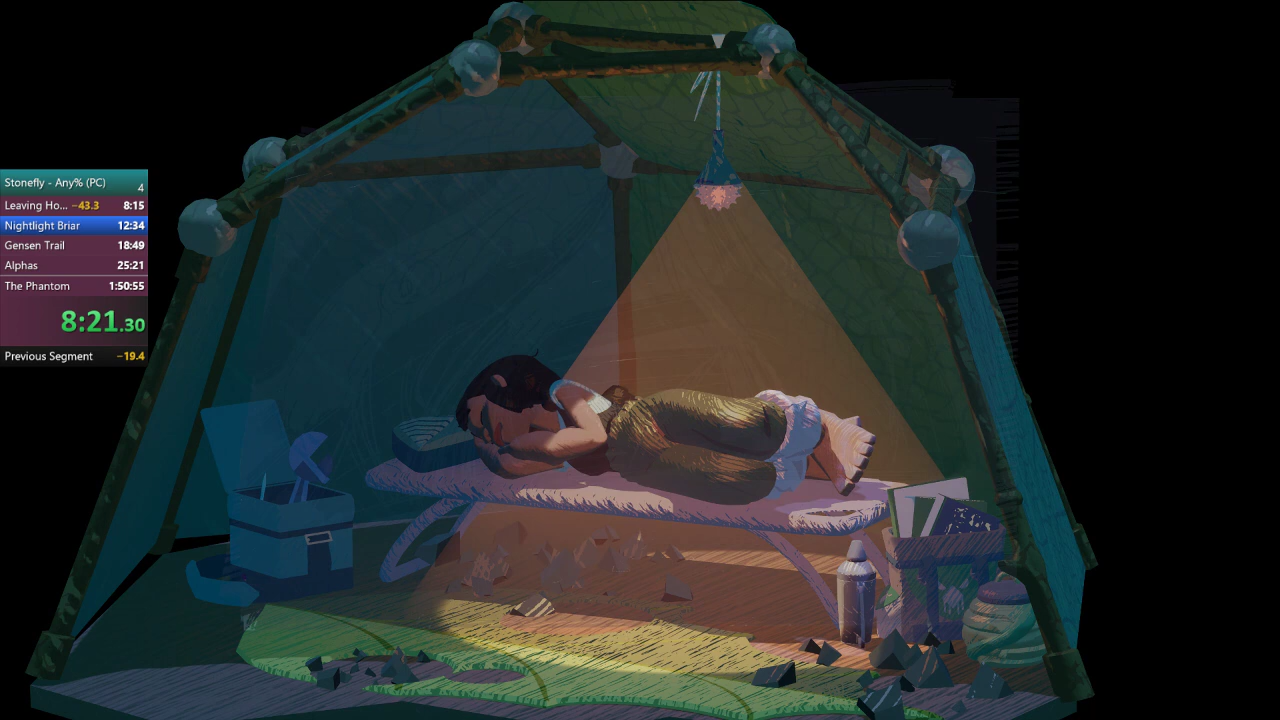 Stonefly - Any% (PC) 4
Leaving Ho... −43.3 8:15
Nightlight Briar 12:34
Gensen Trail 18:49
Alphas 25:21
The Phantom 1:50:55
8:21.30
Previous Segment −19.4